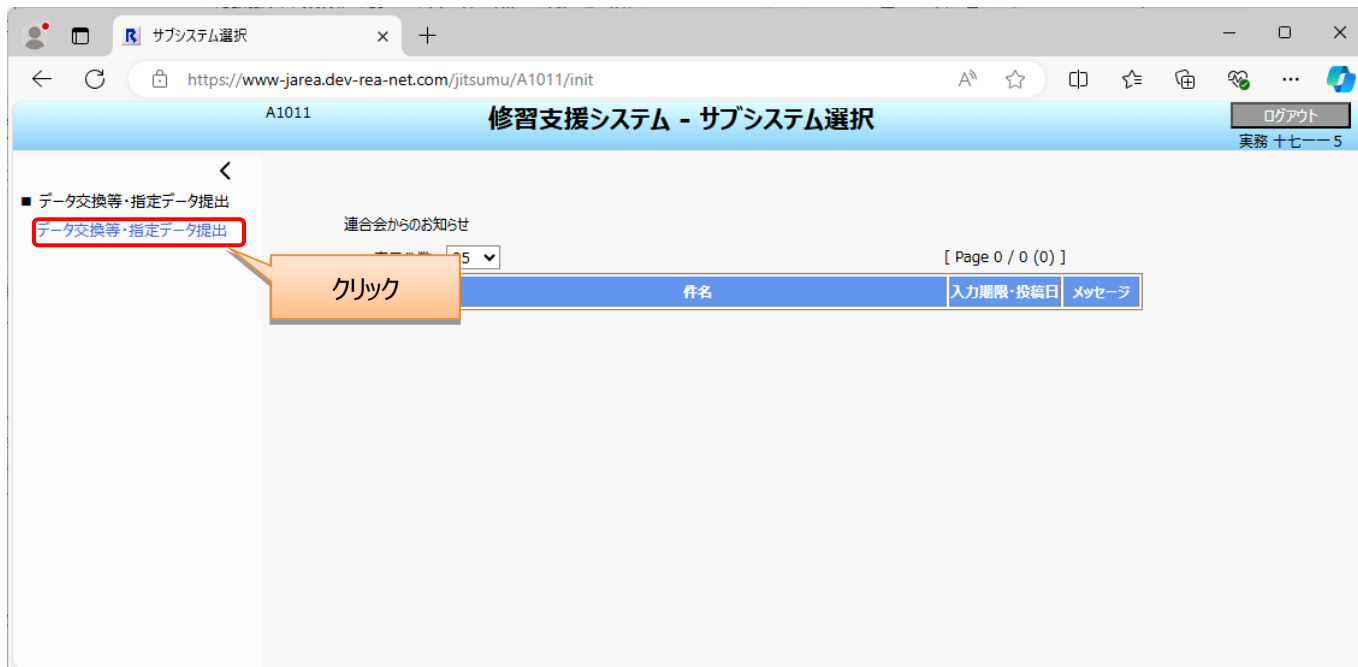 サブシステム選択
https://www-jarea.dev-rea-net.com/jitsumu/A1011/init
A1011
修習支援システム - サブシステム選択
ログアウト
実務 十七一一 5
■ データ交換等・指定データ提出
データ交換等・指定データ提出
連合会からのお知らせ
[ Page 0 / 0 (0) ]
クリック
件名
入力期限・投稿日
メッセージ